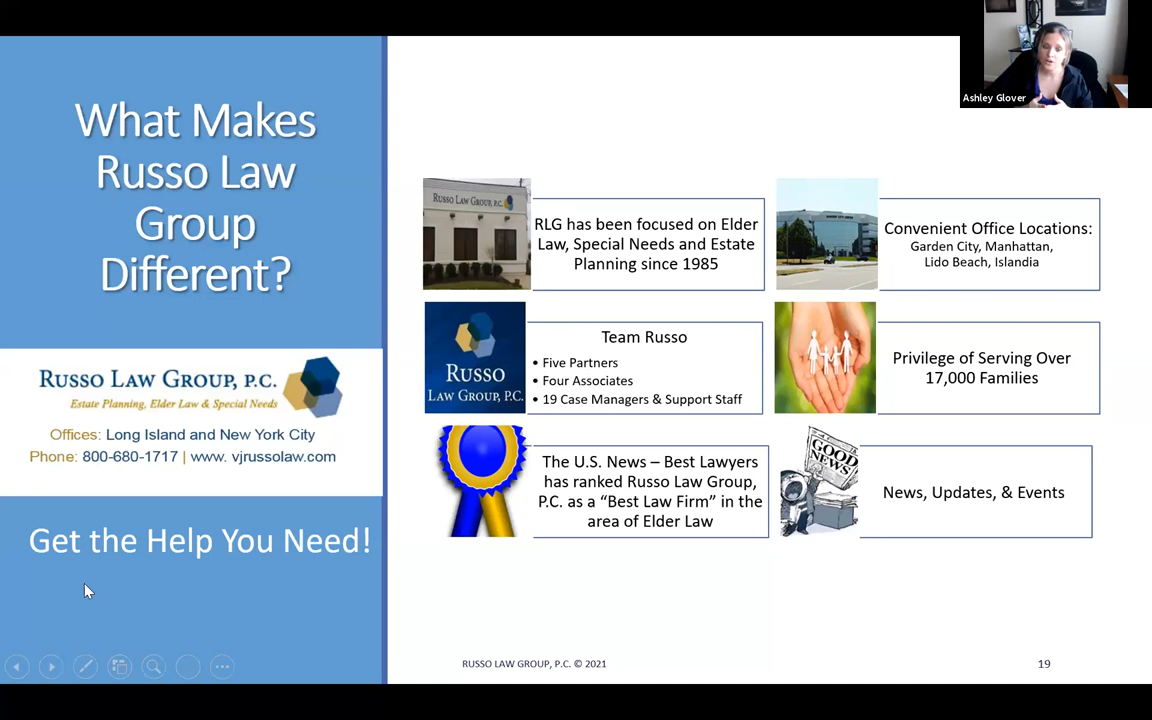 Ashley Glover
What Makes
Russo Law
Group
Different?
RUSSO LAW GROUP, P.C.
Estate Planning, Elder Law & Special Needs
Offices: Long Island and New York City
Phone: 800-680-1717 | www. vjrussolaw.com
Get the Help You Need!
RUSSO LAW GROUP, P.C.
RLG has been focused on Elder
Law, Special Needs and Estate
Planning since 1985
Convenient Office Locations:
Garden City, Manhattan,
Lido Beach, Islandia
RUSSO
LAW GROUP, P.C.
Team Russo
• Five Partners
• Four Associates
• 19 Case Managers & Support Staff
Privilege of Serving Over
17,000 Families
The U.S. News – Best Lawyers
has ranked Russo Law Group,
P.C. as a “Best Law Firm” in the
area of Elder Law
GOOD
NEWS
News, Updates, & Events
RUSSO LAW GROUP, P.C. © 2021
19